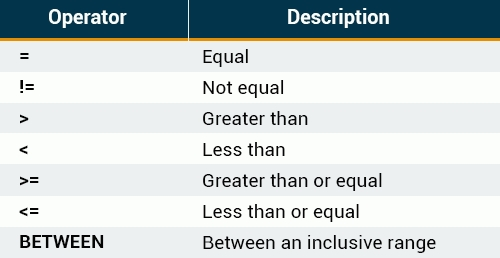 Operator Description
= Equal
!= Not equal
> Greater than
< Less than
>= Greater than or equal
<= Less than or equal
BETWEEN Between an inclusive range